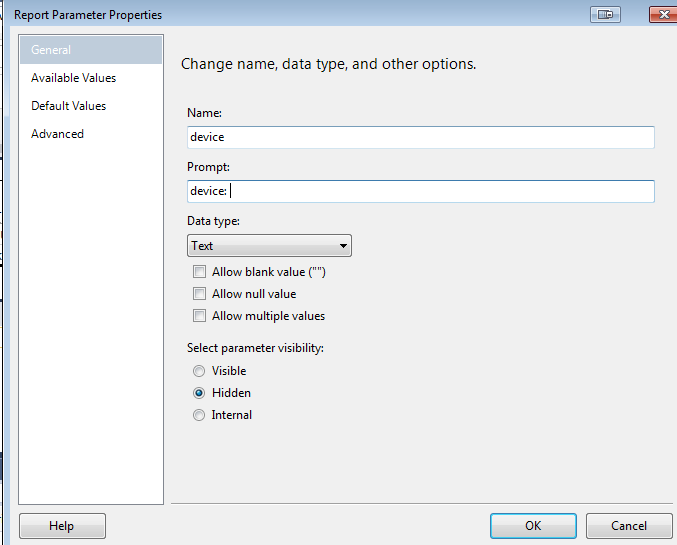 Report Parameter Properties
General
Available Values
Default Values
Advanced
Change name, data type, and other options.
Name:
device
Prompt:
device:
Data type:
Text
Allow blank value ("")
Allow null value
Allow multiple values
Select parameter visibility:
Visible
Hidden
Internal
Help
OK
Cancel